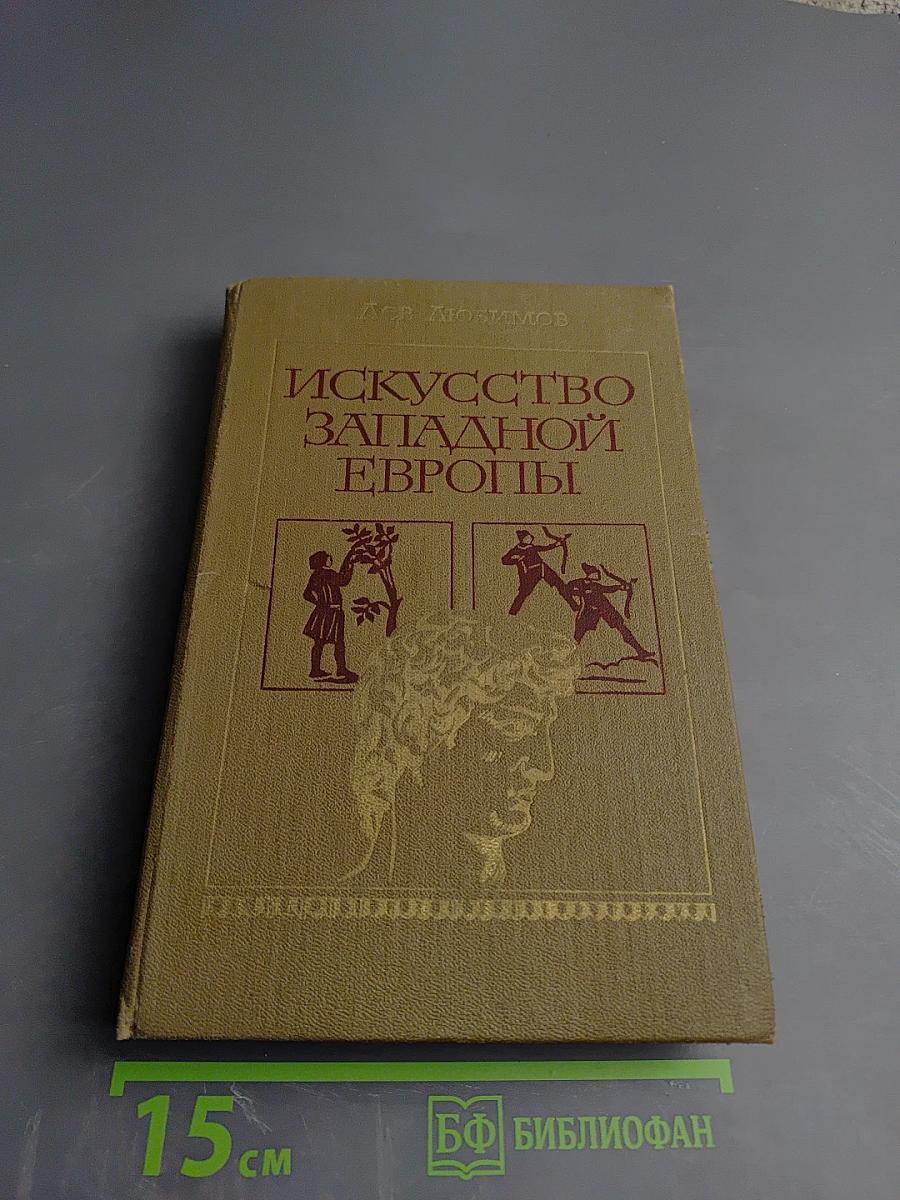 Лев Любимов
ИСКУССТВО
ЗАПАДНОЙ
ЕВРОПЫ
15 см
БФ БИБЛИОФАН